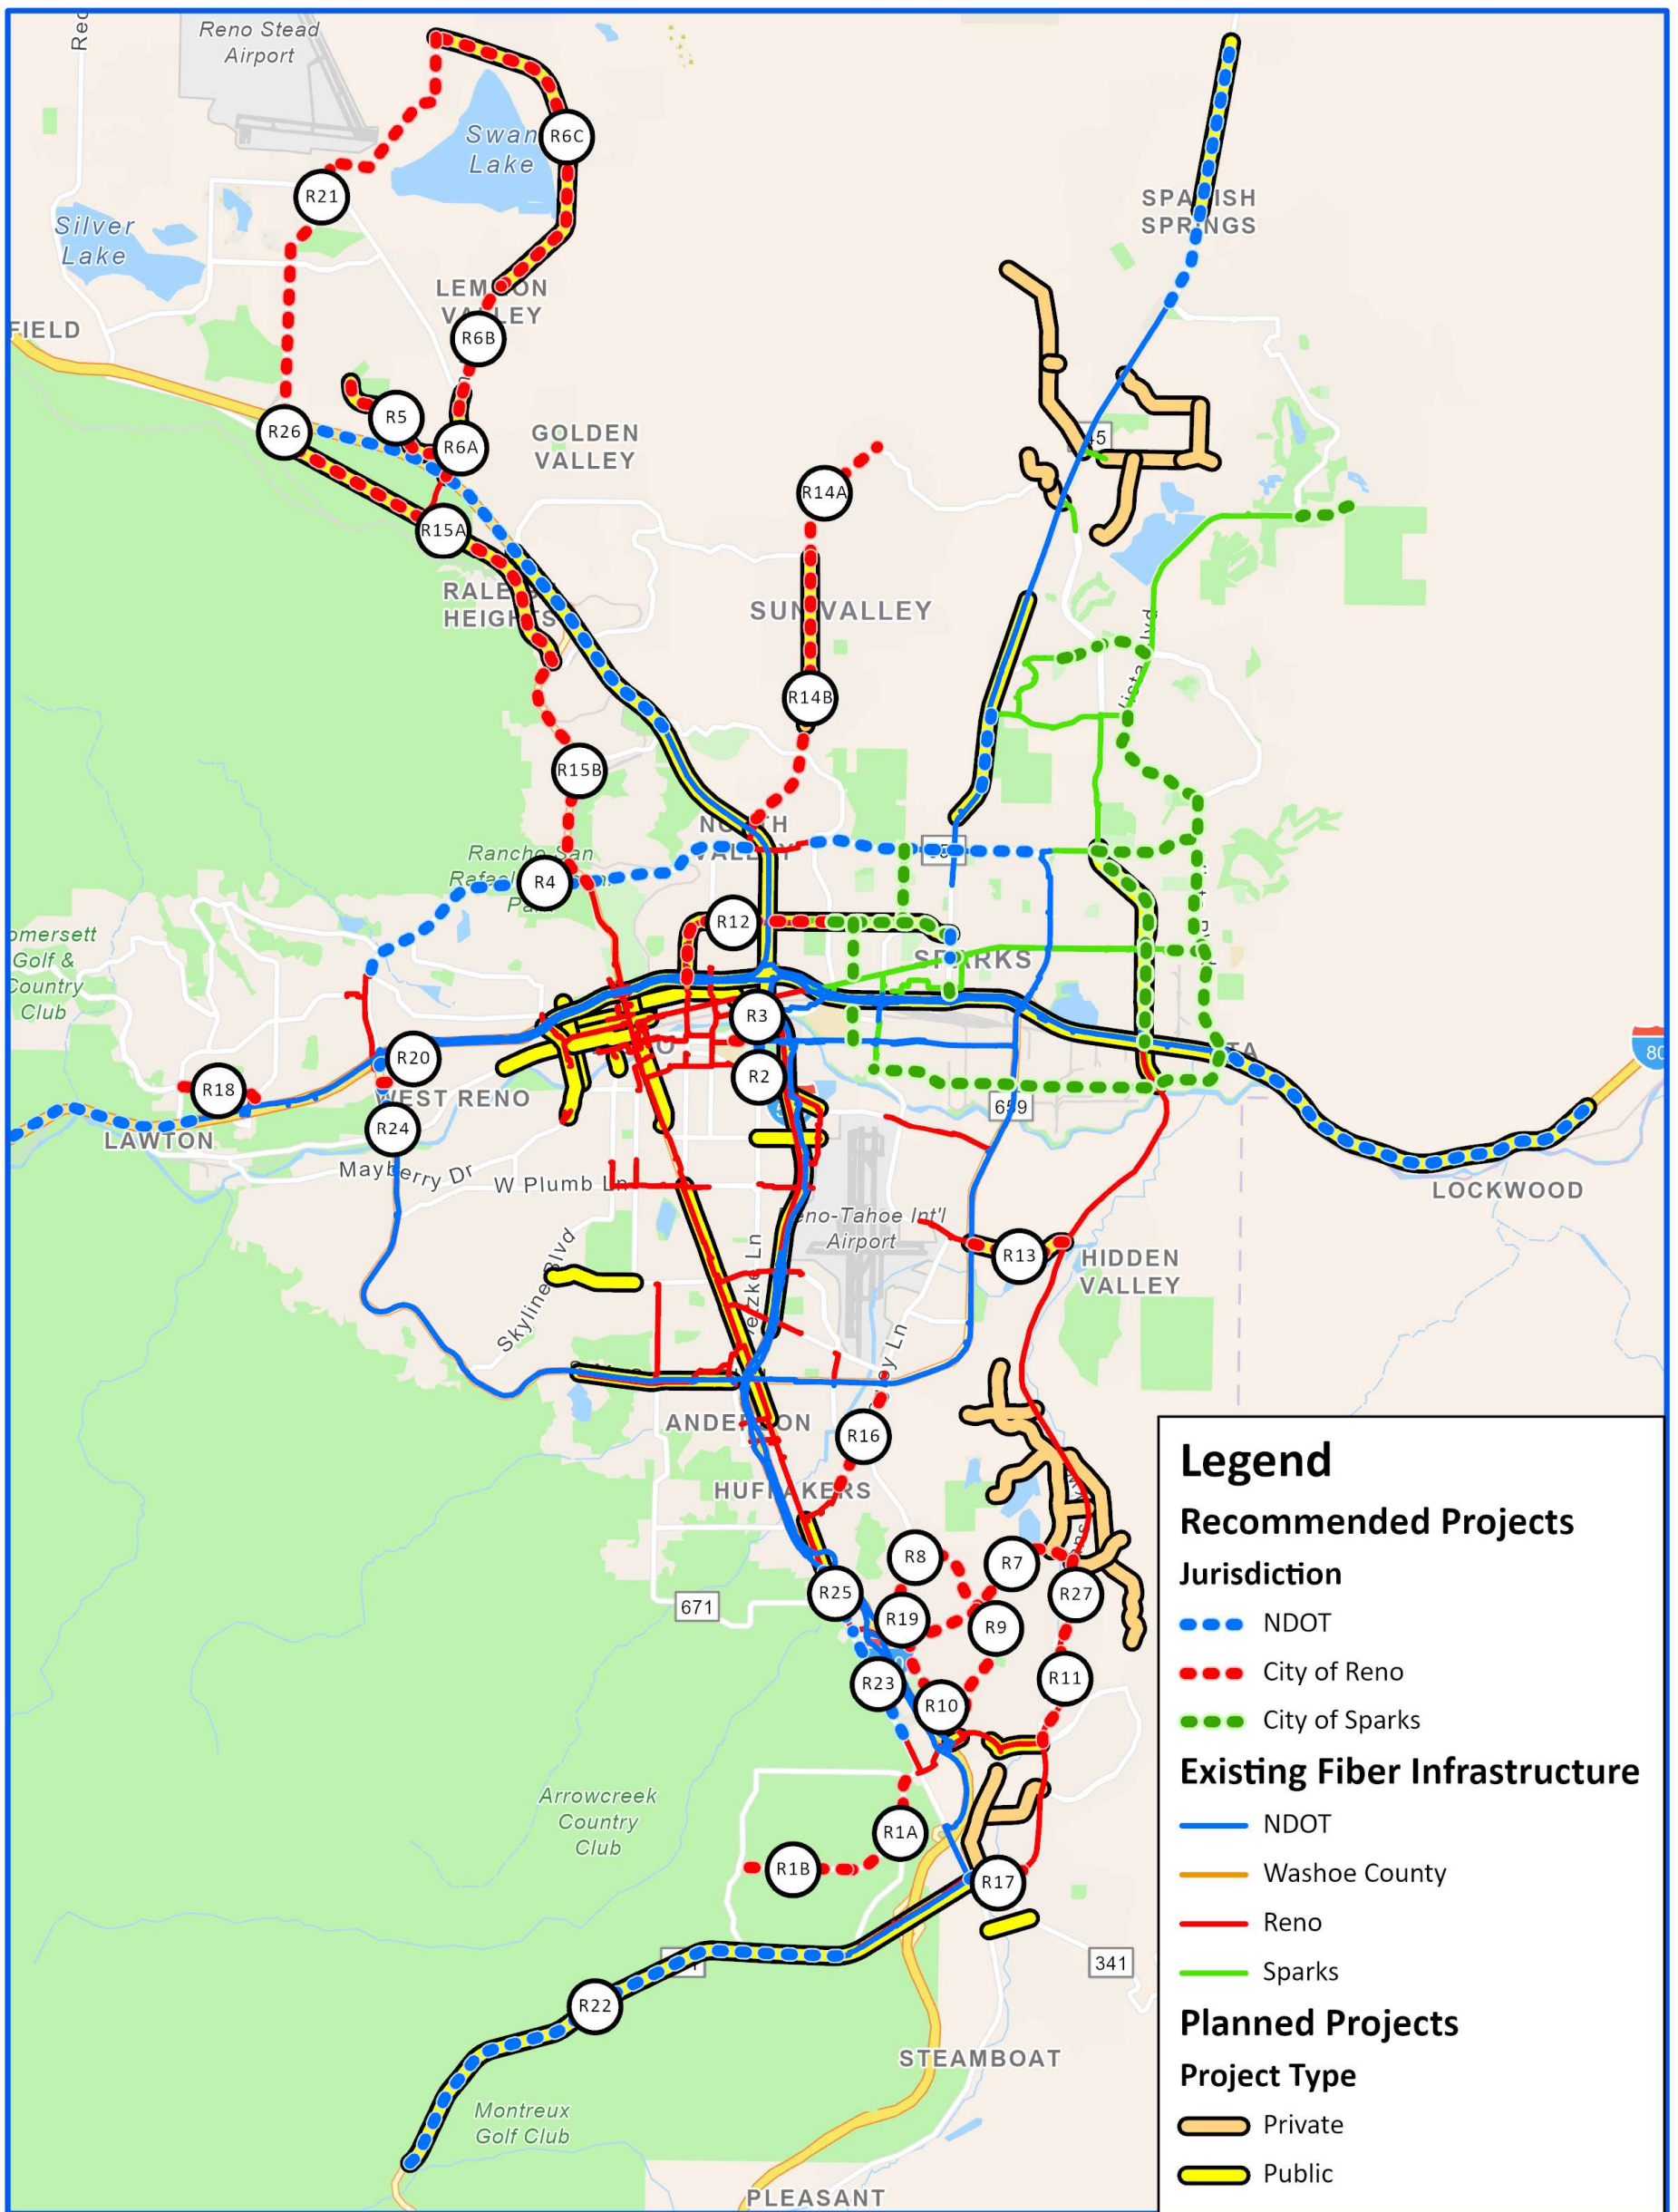 Reno Stead
Airport
Swan
Lake
R6C
R21
SPANISH
SPRINGS
Silver
Lake
LEMMON
VALLEY
R6B
FIELD
R5
R26
R6A
GOLDEN
VALLEY
R14A
R15A
RALEIGH
HEIGHTS
SUN VALLEY
R14B
R15B
NORTH
VALLEY
Rancho San
Rafael
Park
R4
R12
omersett
Golf &
Country
Club
SPARKS
R3
R20
R2
80
R18
WEST RENO
659
R24
LAWTON
Mayberry Dr
W Plumb Ln
LOCKWOOD
Reno-Tahoe Int'l
Airport
R13
HIDDEN
VALLEY
Skyline Blvd
ANDERSON
R16
HUFFAKERS
R8
R7
R25
R27
671
R19
R9
R23
R11
R10
Arrowcreek
Country
Club
R1A
R1B
R17
341
R22
STEAMBOAT
Montreux
Golf Club
PLEASANT
Legend
Recommended Projects
Jurisdiction
NDOT
City of Reno
City of Sparks
Existing Fiber Infrastructure
NDOT
Washoe County
Reno
Sparks
Planned Projects
Project Type
Private
Public